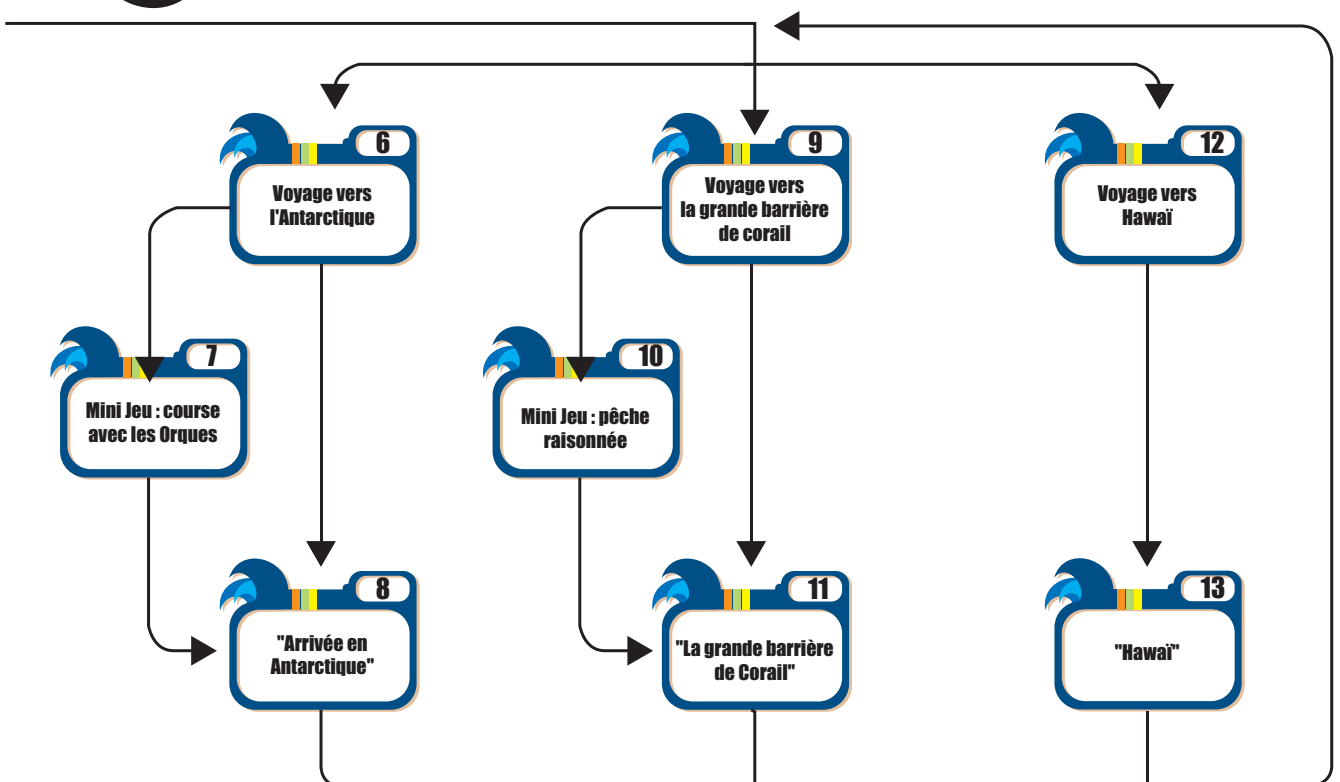 6
Voyage vers
l'Antarctique
9
Voyage vers
la grande barrière
de corail
12
Voyage vers
Hawaï
7
Mini Jeu : course
avec les Orques
10
Mini Jeu : pêche
raisonnée
8
"Arrivée en
Antarctique"
11
"La grande barrière
de Corail"
13
"Hawaï"